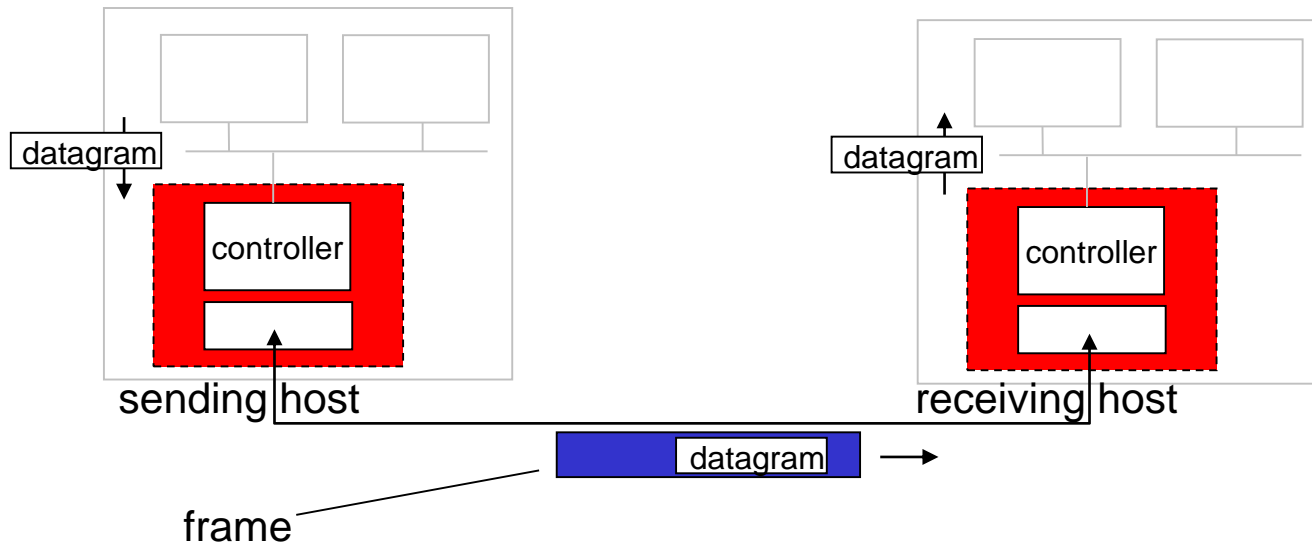 datagram
datagram
controller
controller
sending host
receiving host
datagram
frame